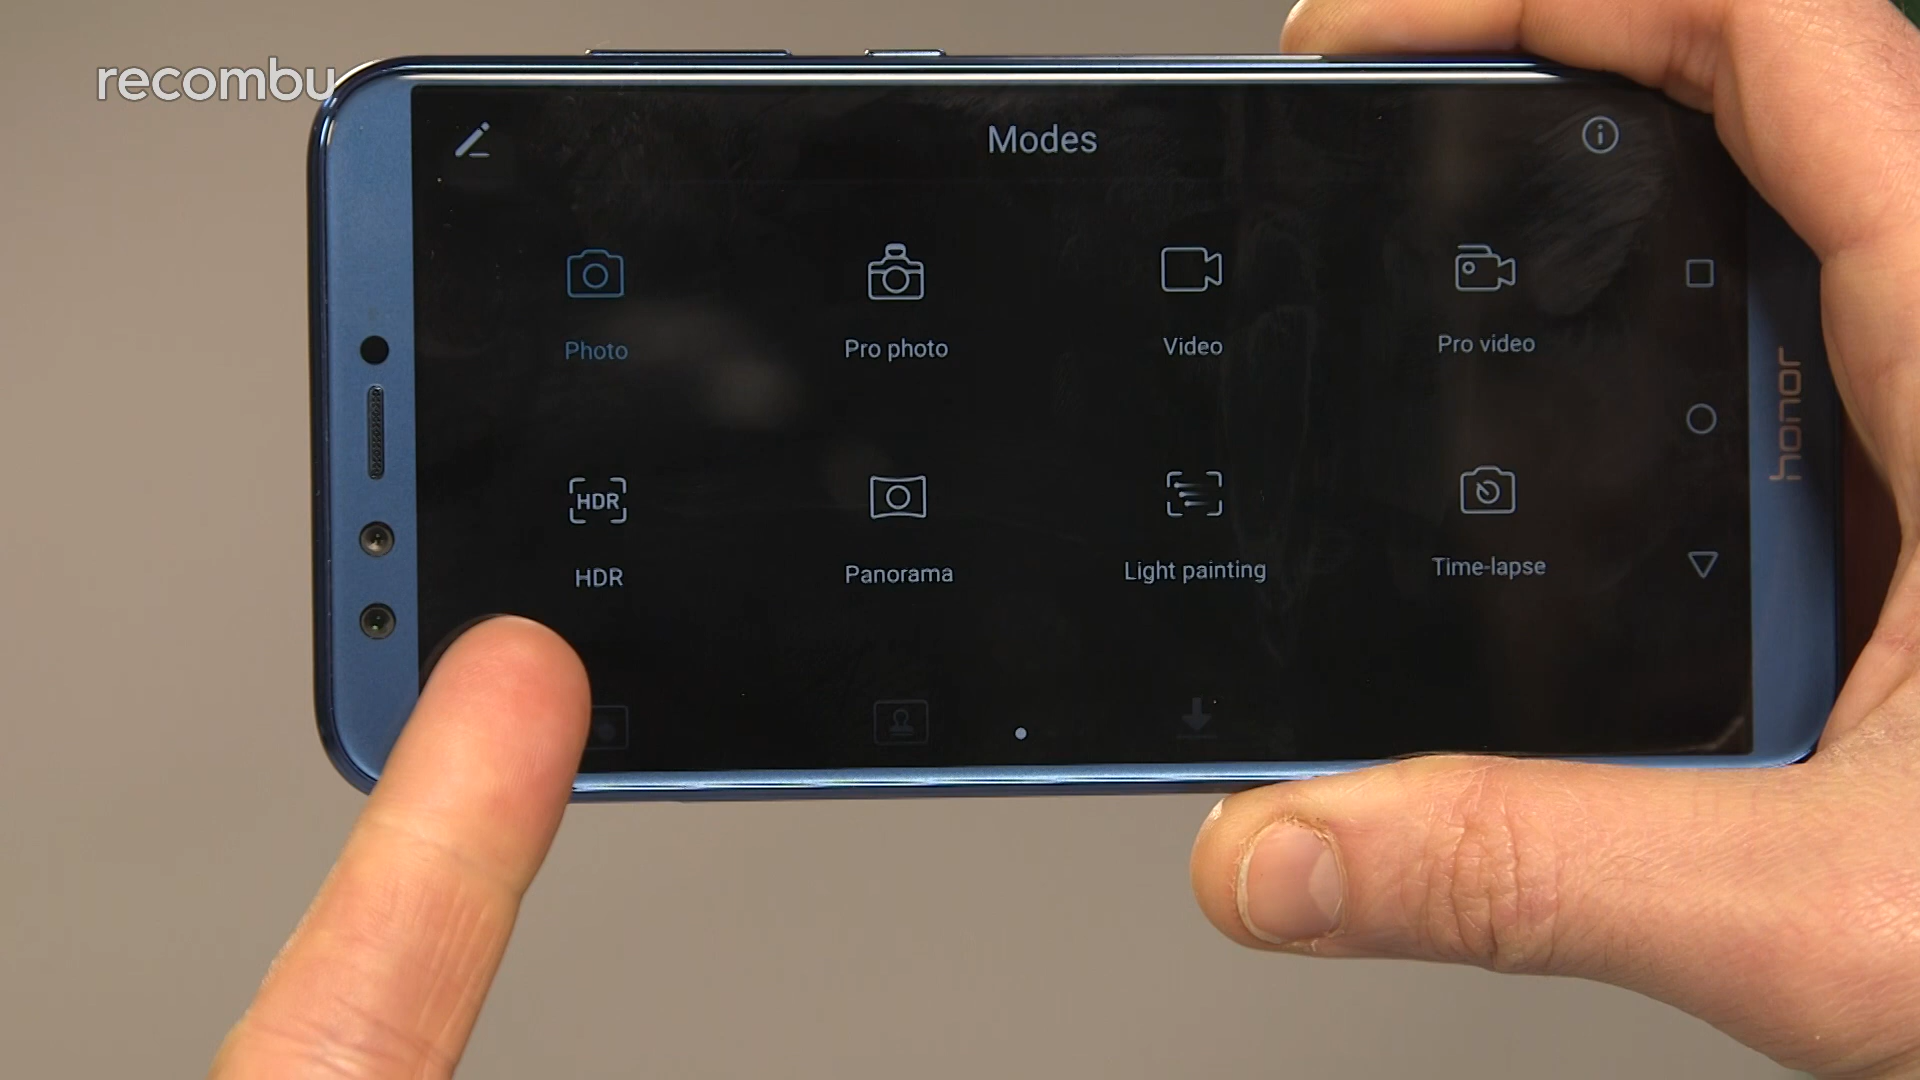 recombu
Modes
Photo
Pro photo
Video
Pro video
HDR
HDR
Panorama
Light painting
Time-lapse
honor